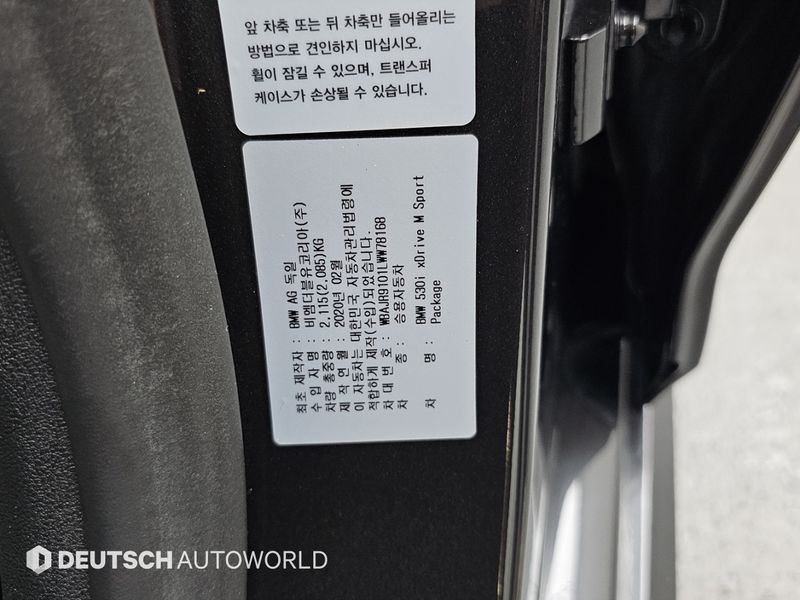 앞 차축 또는 뒤 차축만 들어올리는
방법으로 견인하지 마십시오.
휠이 잠길 수 있으며, 트랜스퍼
케이스가 손상될 수 있습니다.
최초 제작자 : BMW AG 독일
수 입 자 명 : 비엠더블유코리아(주)
차량 총중량 : 2,115(2,085)KG
제 작 연 월 : 2020년 02월
이 자동차는 대한민국 자동차관리법령에
적합하게 제작(수입)되었습니다.
차 대 번 호 : WBAJR9101LWW78168
차 종 : 승용자동차
차 명 : BMW 530i xDrive M Sport
Package
DEUTSCH AUTOWORLD